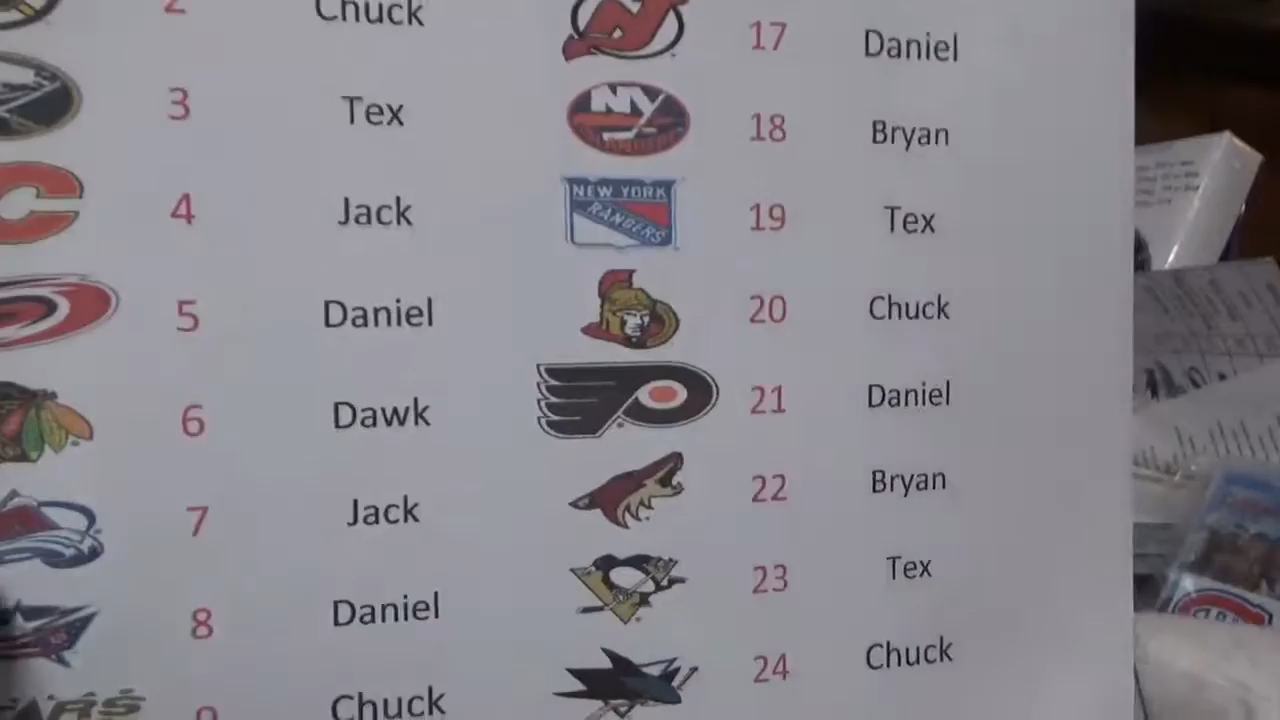 2 Chuck
3 Tex
4 Jack
5 Daniel
6 Dawk
7 Jack
8 Daniel
9 Chuck
17 Daniel
NY
18 Bryan
NEW YORK
RANGERS
19 Tex
20 Chuck
21 Daniel
22 Bryan
23 Tex
24 Chuck